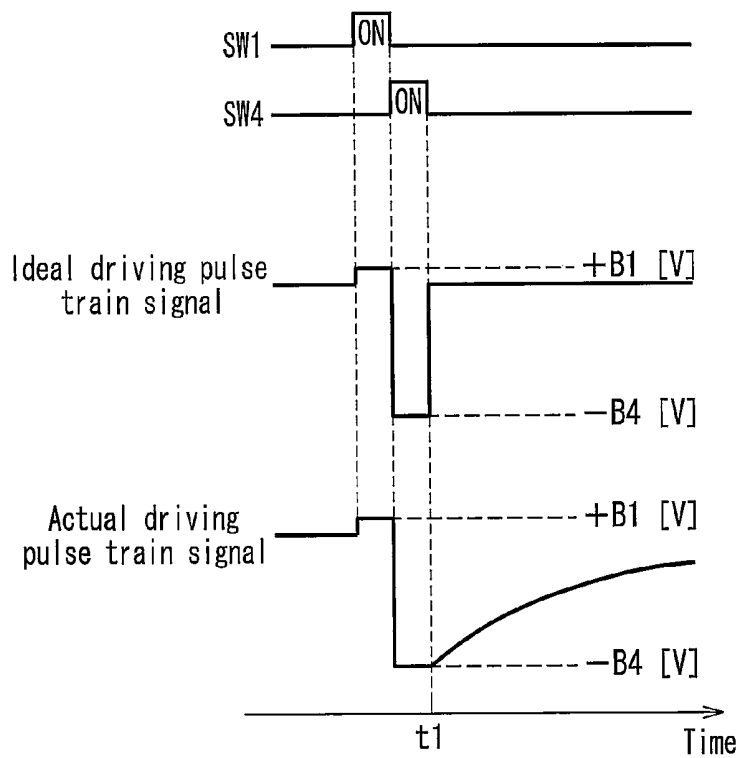 SW1 ON
SW4 ON
Ideal driving pulse
train signal
+B1 [V]
−B4 [V]
Actual driving
pulse train signal
+B1 [V]
−B4 [V]
t1
Time